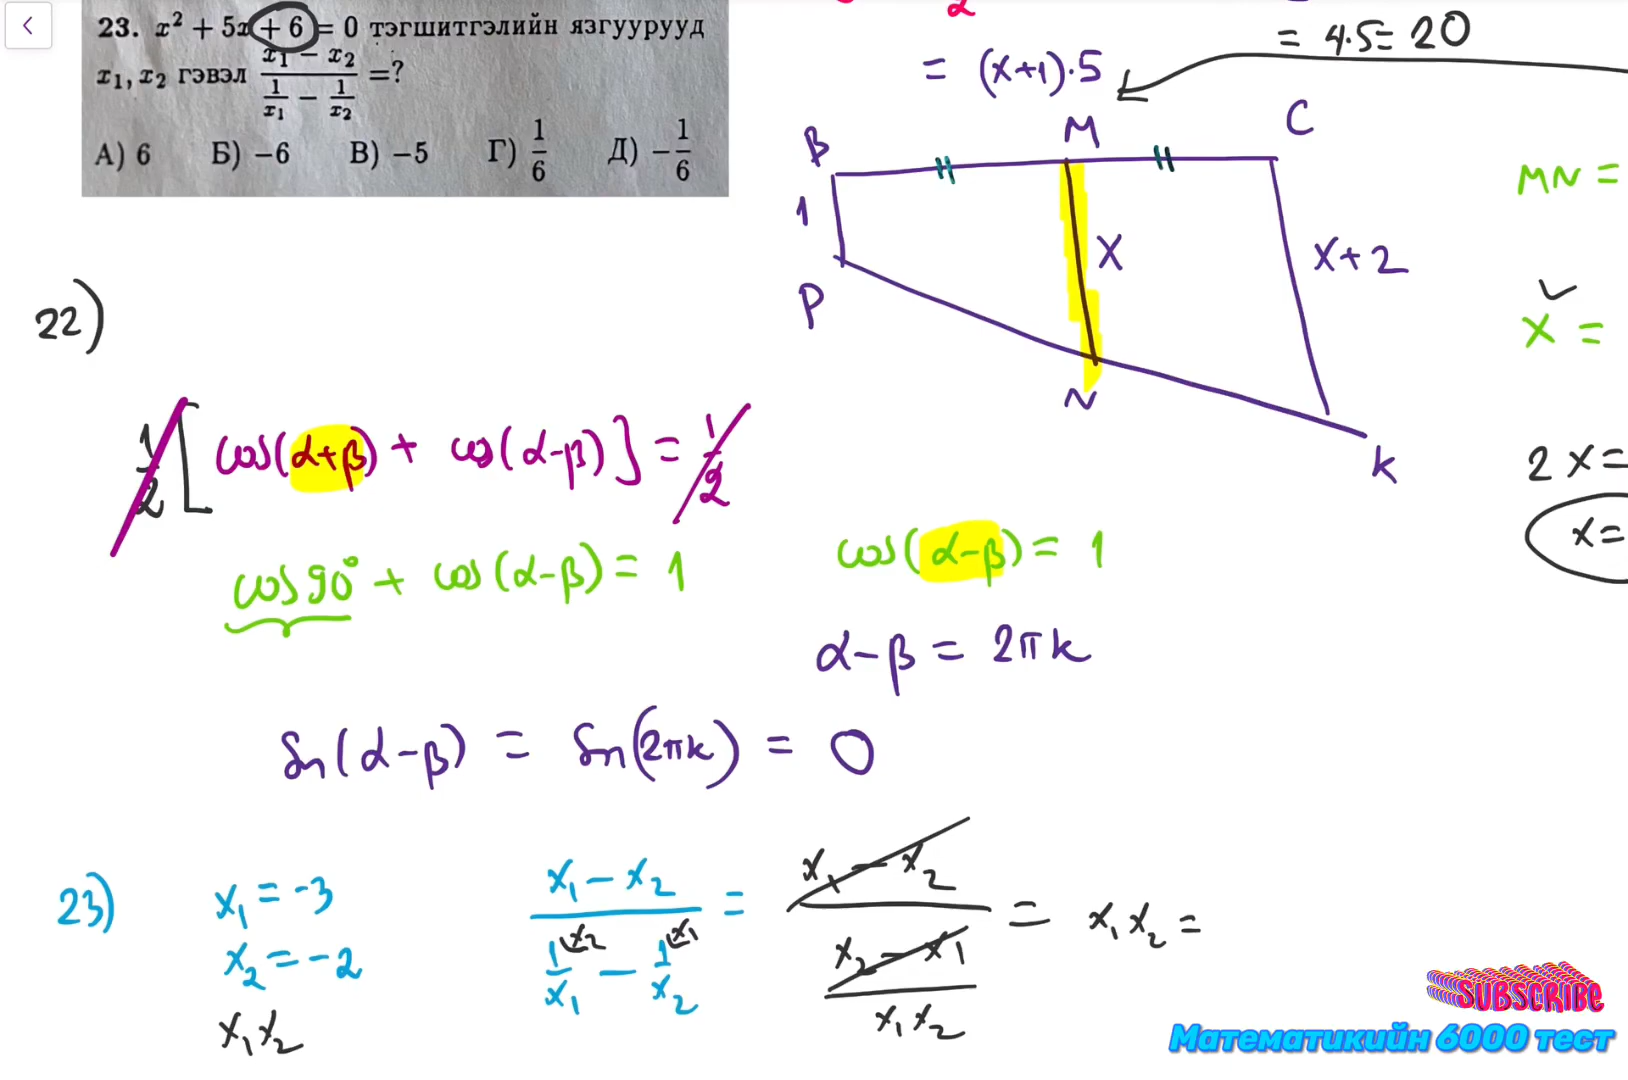 23. x² + 5x + 6 = 0 тэгшитгэлийн язгуурууд
x₁, x₂ гэвэл (x₁ − x₂)/(1/x₁ − 1/x₂) =?
А) 6 Б) −6 В) −5 Г) 1/6 Д) −1/6
= 4·5 = 20
= (x+1)·5
B M C
MN =
1 x x+2
P
x =
N K
2x =
x =
22)
1/2 [cos(α+β) + cos(α-β)] = 1/2
cos 90° + cos(α-β) = 1
cos(α-β) = 1
α-β = 2πk
sin(α-β) = sin(2πk) = 0
23) x₁ = -3
x₂ = -2
x₁x₂
(x₁ - x₂)/(1/x₁ - 1/x₂) = (x₁ - x₂)/((x₂ - x₁)/(x₁x₂)) = x₁x₂ =
SUBSCRIBE
Математикийн 6000 тест